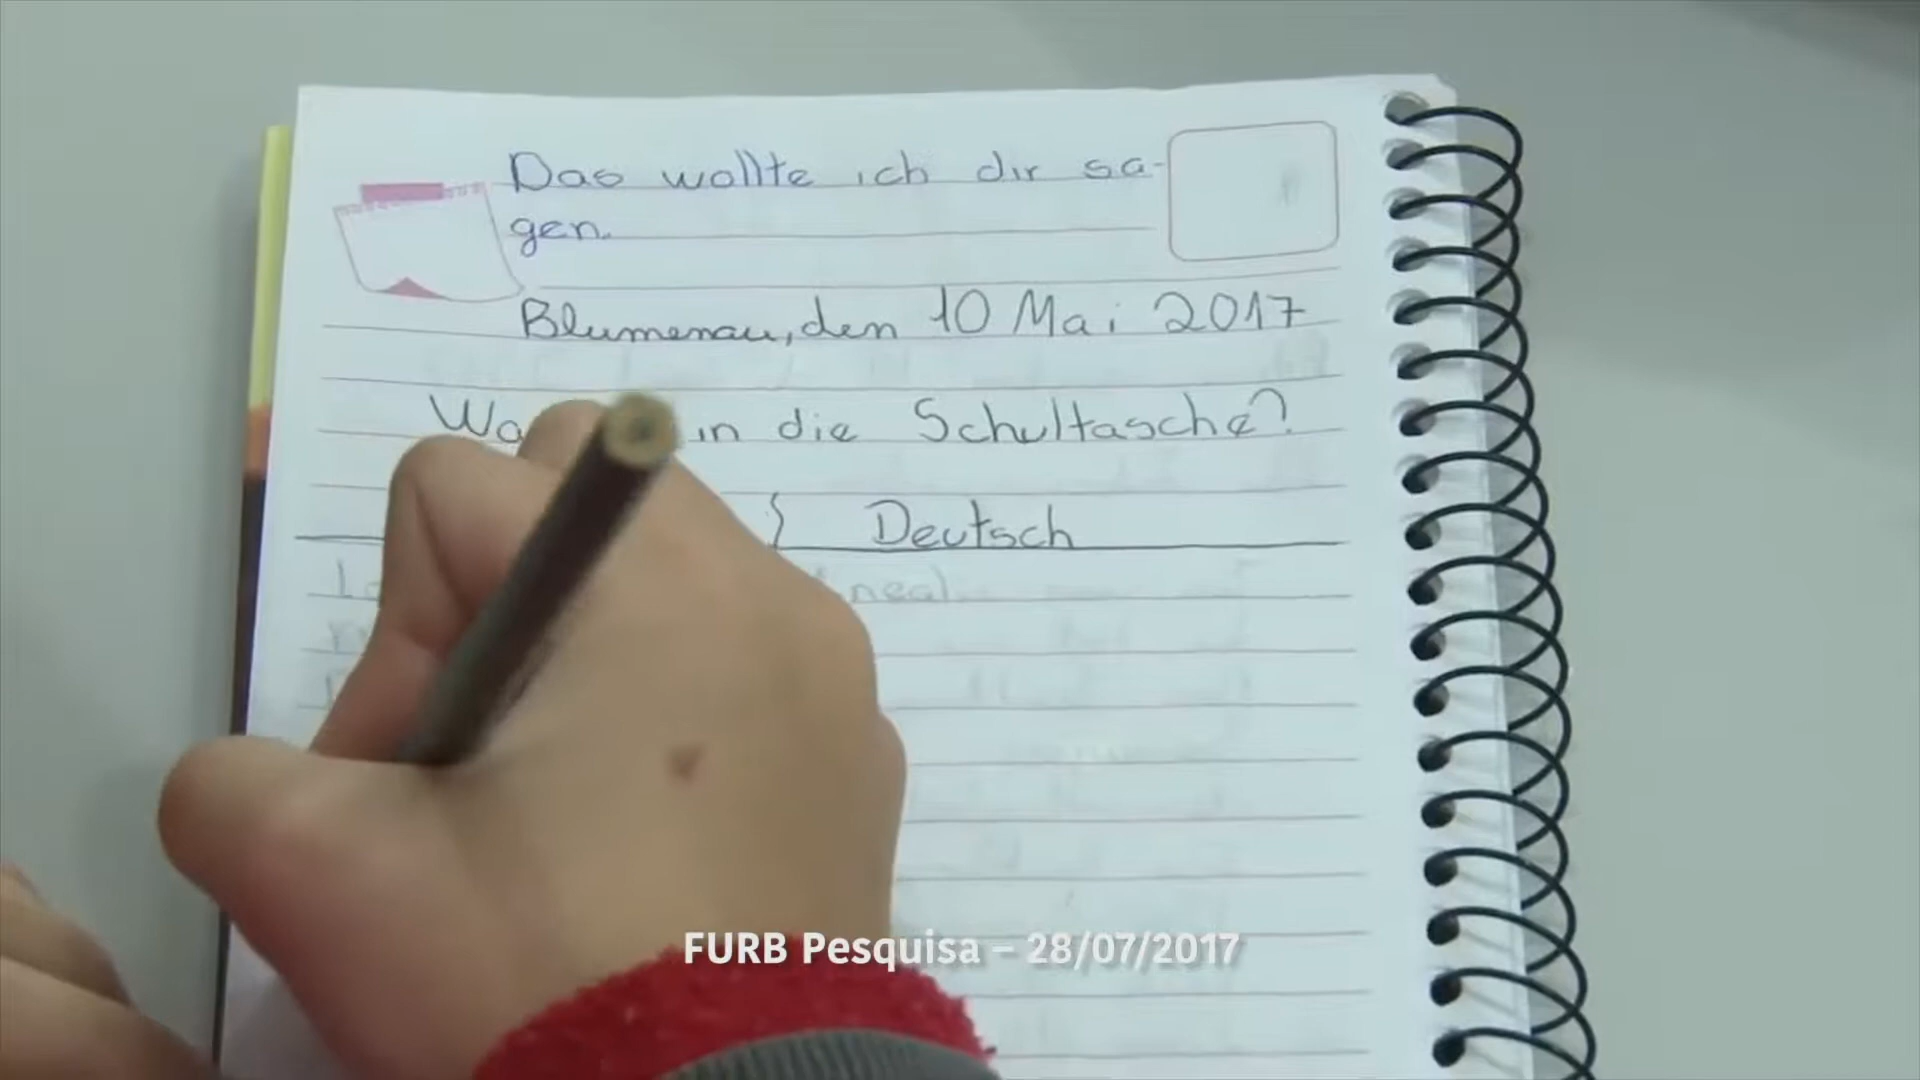 Das wollte ich dir sa-
gen.
Blumenau, den 10 Mai 2017
in die Schultasche?
Deutsch
FURB Pesquisa – 28/07/2017